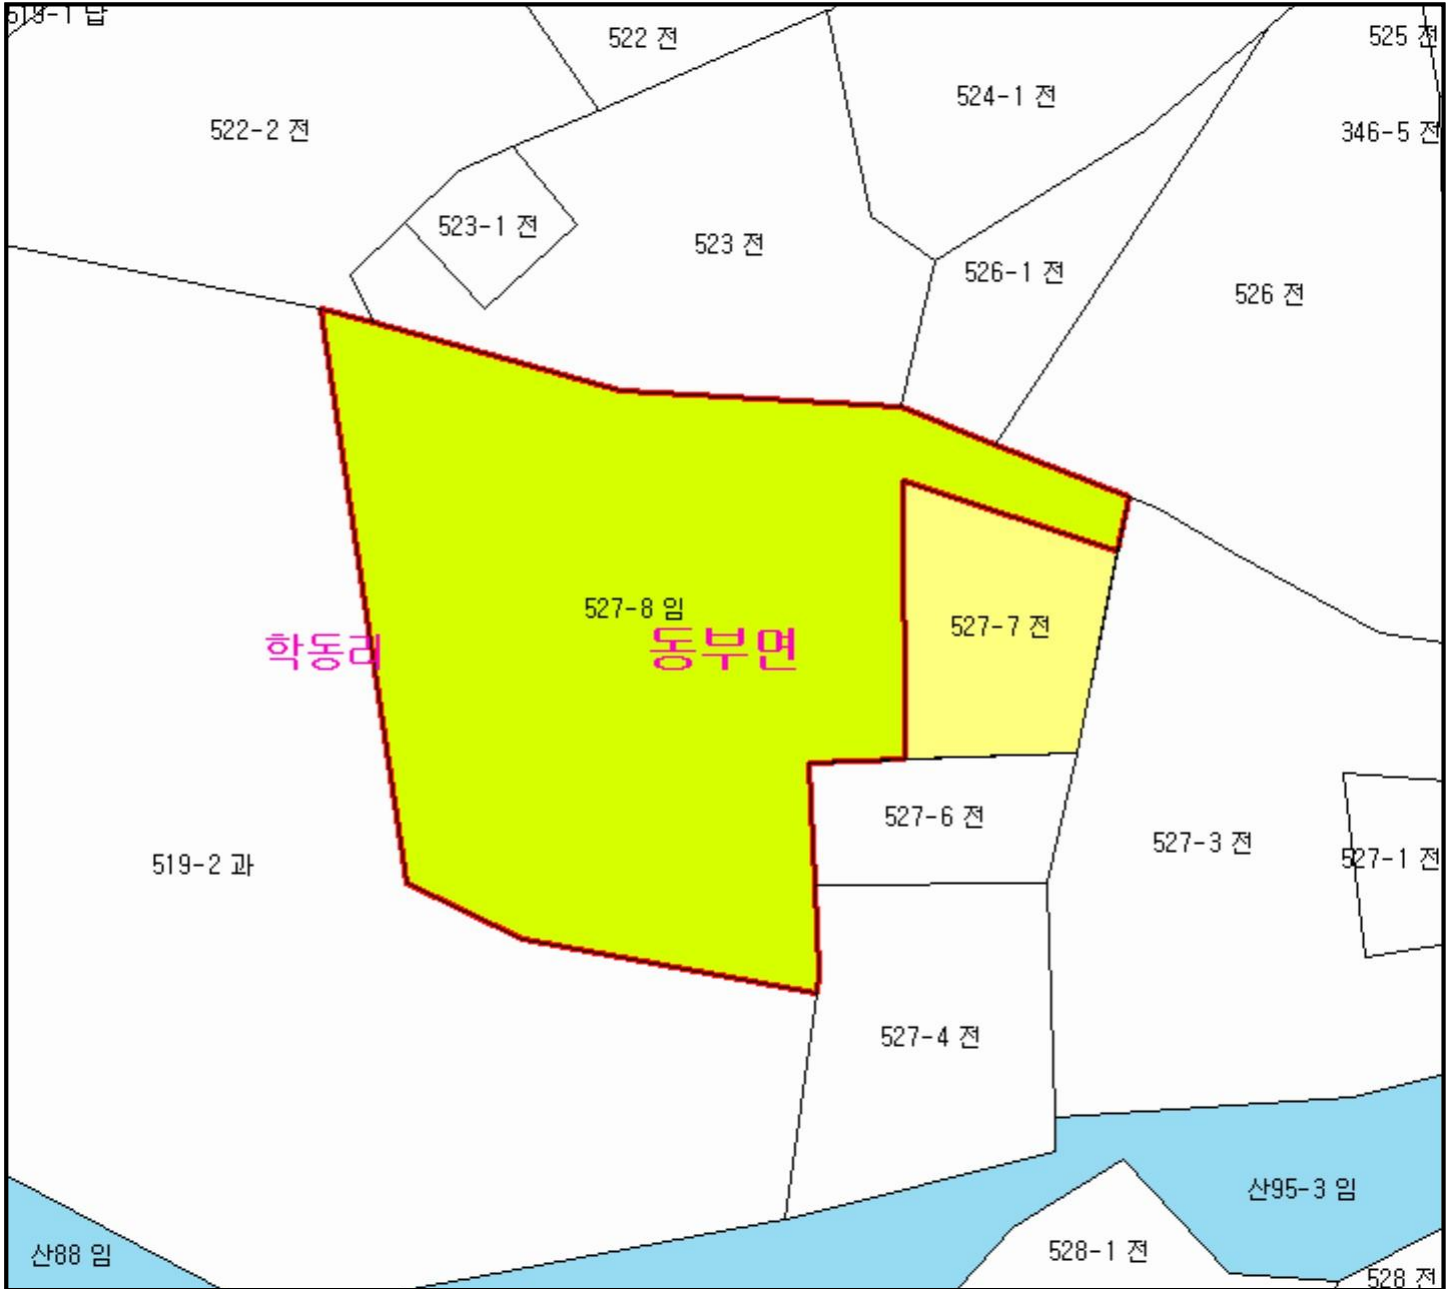 519-1 답
522 전
525 전
524-1 전
522-2 전
346-5 전
523-1 전
523 전
526-1 전
526 전
527-8 임
527-7 전
학동리
동부면
527-6 전
527-3 전
519-2 과
527-1 전
527-4 전
산95-3 임
산88 임
528-1 전
528 전